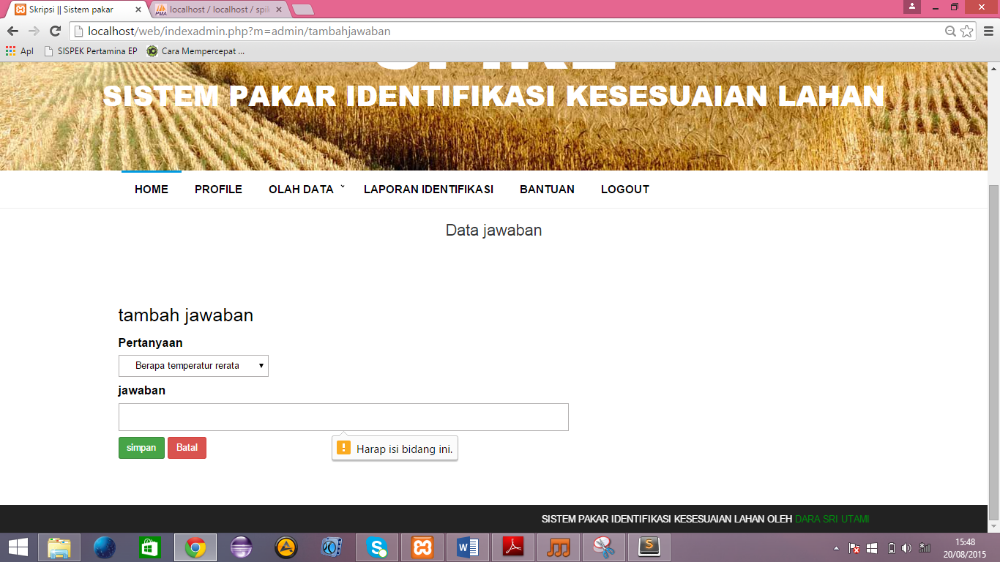 Skripsi || Sistem pakar
localhost / localhost / spik
localhost/web/indexadmin.php?m=admin/tambahjawaban
Apl SISPEK Pertamina EP Cara Mempercepat ...
SISTEM PAKAR IDENTIFIKASI KESESUAIAN LAHAN
HOME PROFILE OLAH DATA LAPORAN IDENTIFIKASI BANTUAN LOGOUT
Data jawaban
tambah jawaban
Pertanyaan
Berapa temperatur rerata
jawaban
simpan Batal
Harap isi bidang ini.
SISTEM PAKAR IDENTIFIKASI KESESUAIAN LAHAN OLEH DARA SRI UTAMI
15:48
20/08/2015